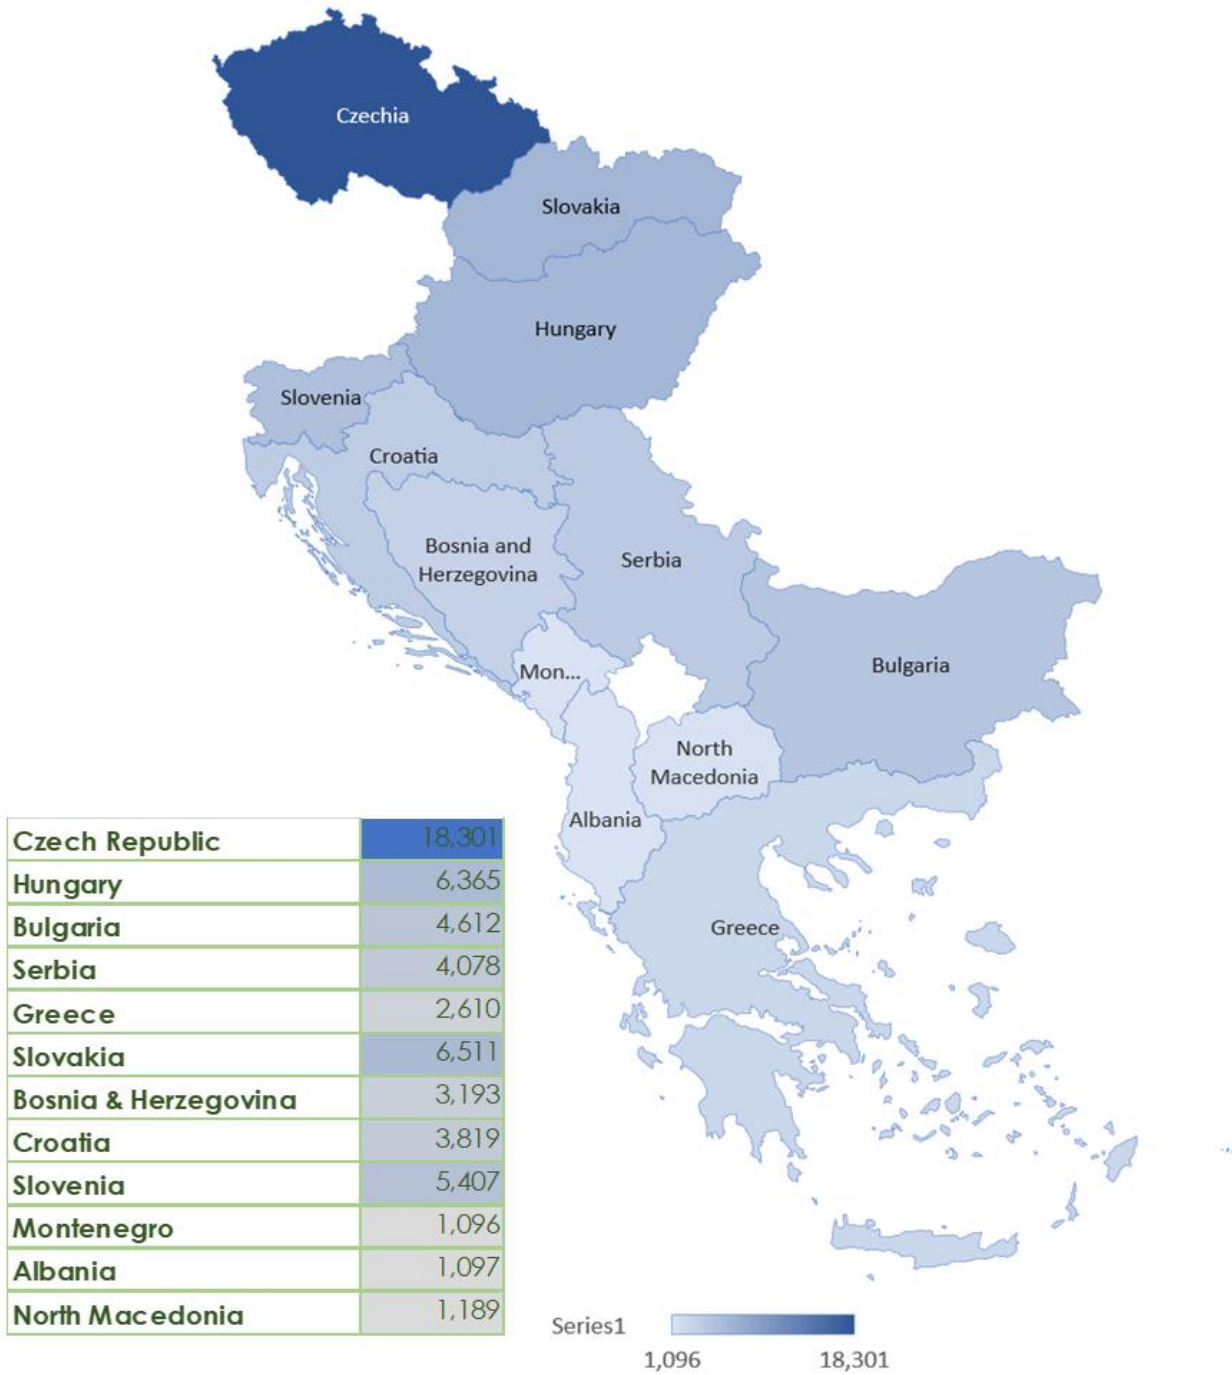 Czechia
Slovakia
Hungary
Slovenia
Croatia
Bosnia and
Herzegovina
Serbia
Bulgaria
Mon...
North
Macedonia
Albania
Greece
Czech Republic 18,301
Hungary 6,365
Bulgaria 4,612
Serbia 4,078
Greece 2,610
Slovakia 6,511
Bosnia & Herzegovina 3,193
Croatia 3,819
Slovenia 5,407
Montenegro 1,096
Albania 1,097
North Macedonia 1,189
Series1
1,096 18,301